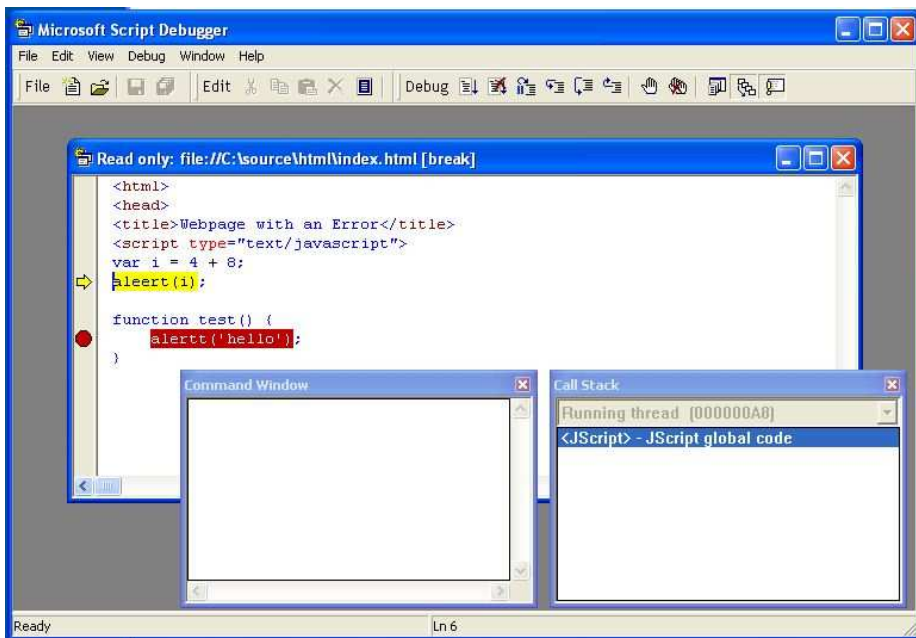 Microsoft Script Debugger
File Edit View Debug Window Help
File Edit Debug
Read only: file://C:\source\html\index.html [break]
<html>
<head>
<title>Webpage with an Error</title>
<script type="text/javascript">
var i = 4 + 8;
aleert(i);
function test() {
alertt('hello');
}
Command Window
Call Stack
Running thread (000000A8)
<JScript> - JScript global code
Ready Ln 6